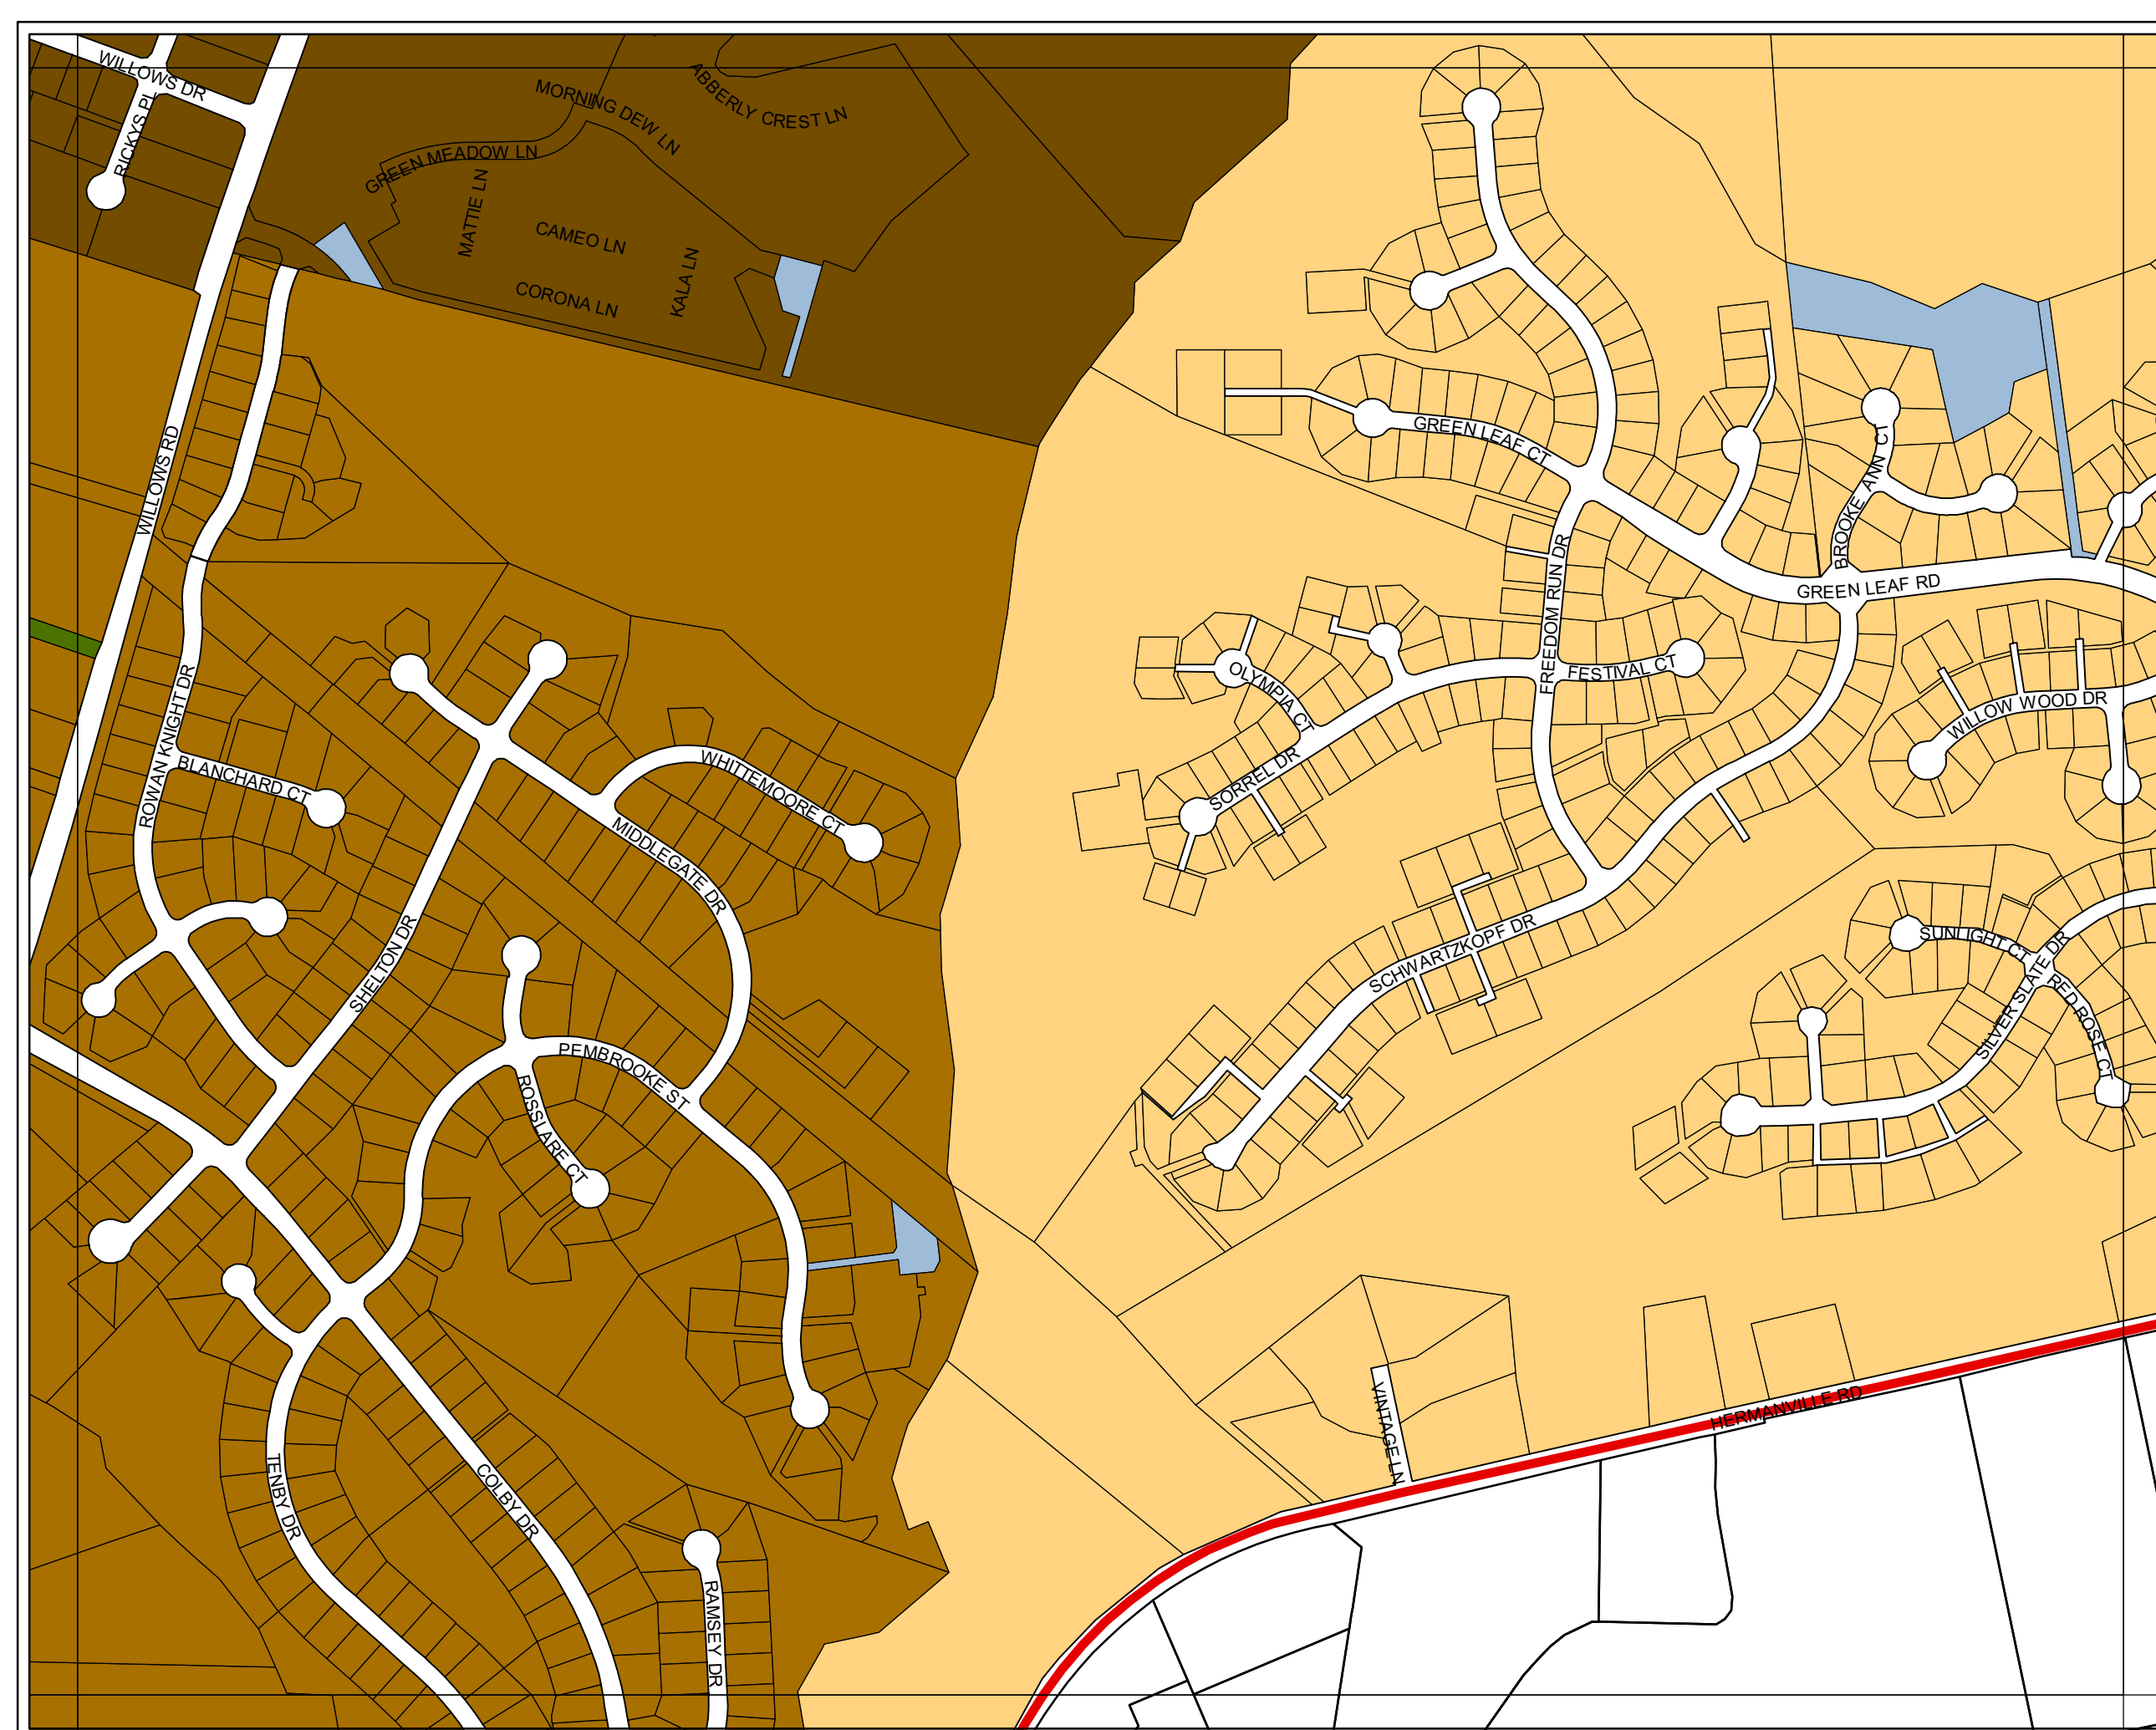 WILLOWS DR
RICKYS PL
MORNING DEW LN
ABBERLY CREST LN
GREEN MEADOW LN
MATTIE LN
CAMEO LN
KALA LN
CORONA LN
WILLOWS RD
GREEN LEAF CT
BROOKE ANN CT
FREEDOM RUN DR
GREEN LEAF RD
ROWAN KNIGHT DR
OLYMPIA CT
FESTIVAL CT
WILLOW WOOD DR
BLANCHARD CT
WHITTEMOORE CT
SORREL DR
MIDDLEGATE DR
SHELTON DR
SCHWARTZKOPF DR
SUNLIGHT CT
SILVER SLATE DR
RED ROSE CT
PEMBROOKE ST
ROSSLARE CT
VINTAGE LN
HERMANVILLE RD
TENBY DR
COLBY DR
RAMSEY DR